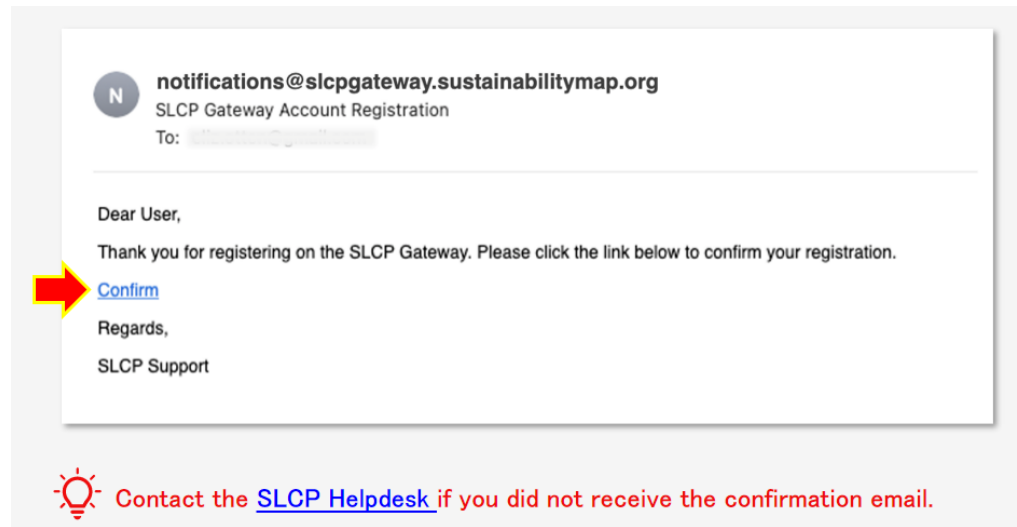 N
notifications@slcpgateway.sustainabilitymap.org
SLCP Gateway Account Registration
To:
Dear User,
Thank you for registering on the SLCP Gateway. Please click the link below to confirm your registration.
Confirm
Regards,
SLCP Support
Contact the SLCP Helpdesk if you did not receive the confirmation email.